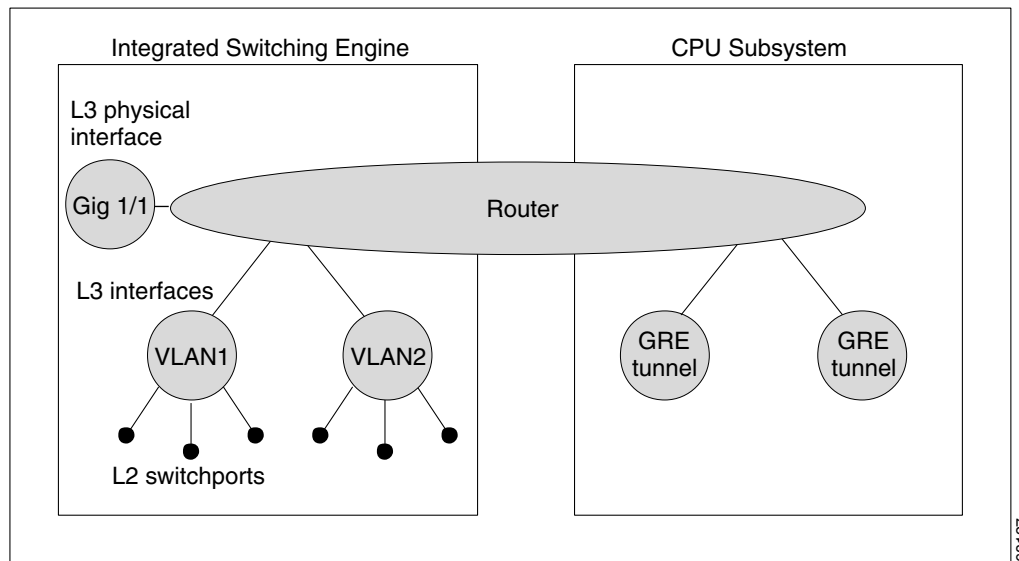 Integrated Switching Engine
CPU Subsystem
L3 physical
interface
Gig 1/1
Router
L3 interfaces
VLAN1
VLAN2
GRE
tunnel
GRE
tunnel
L2 switchports